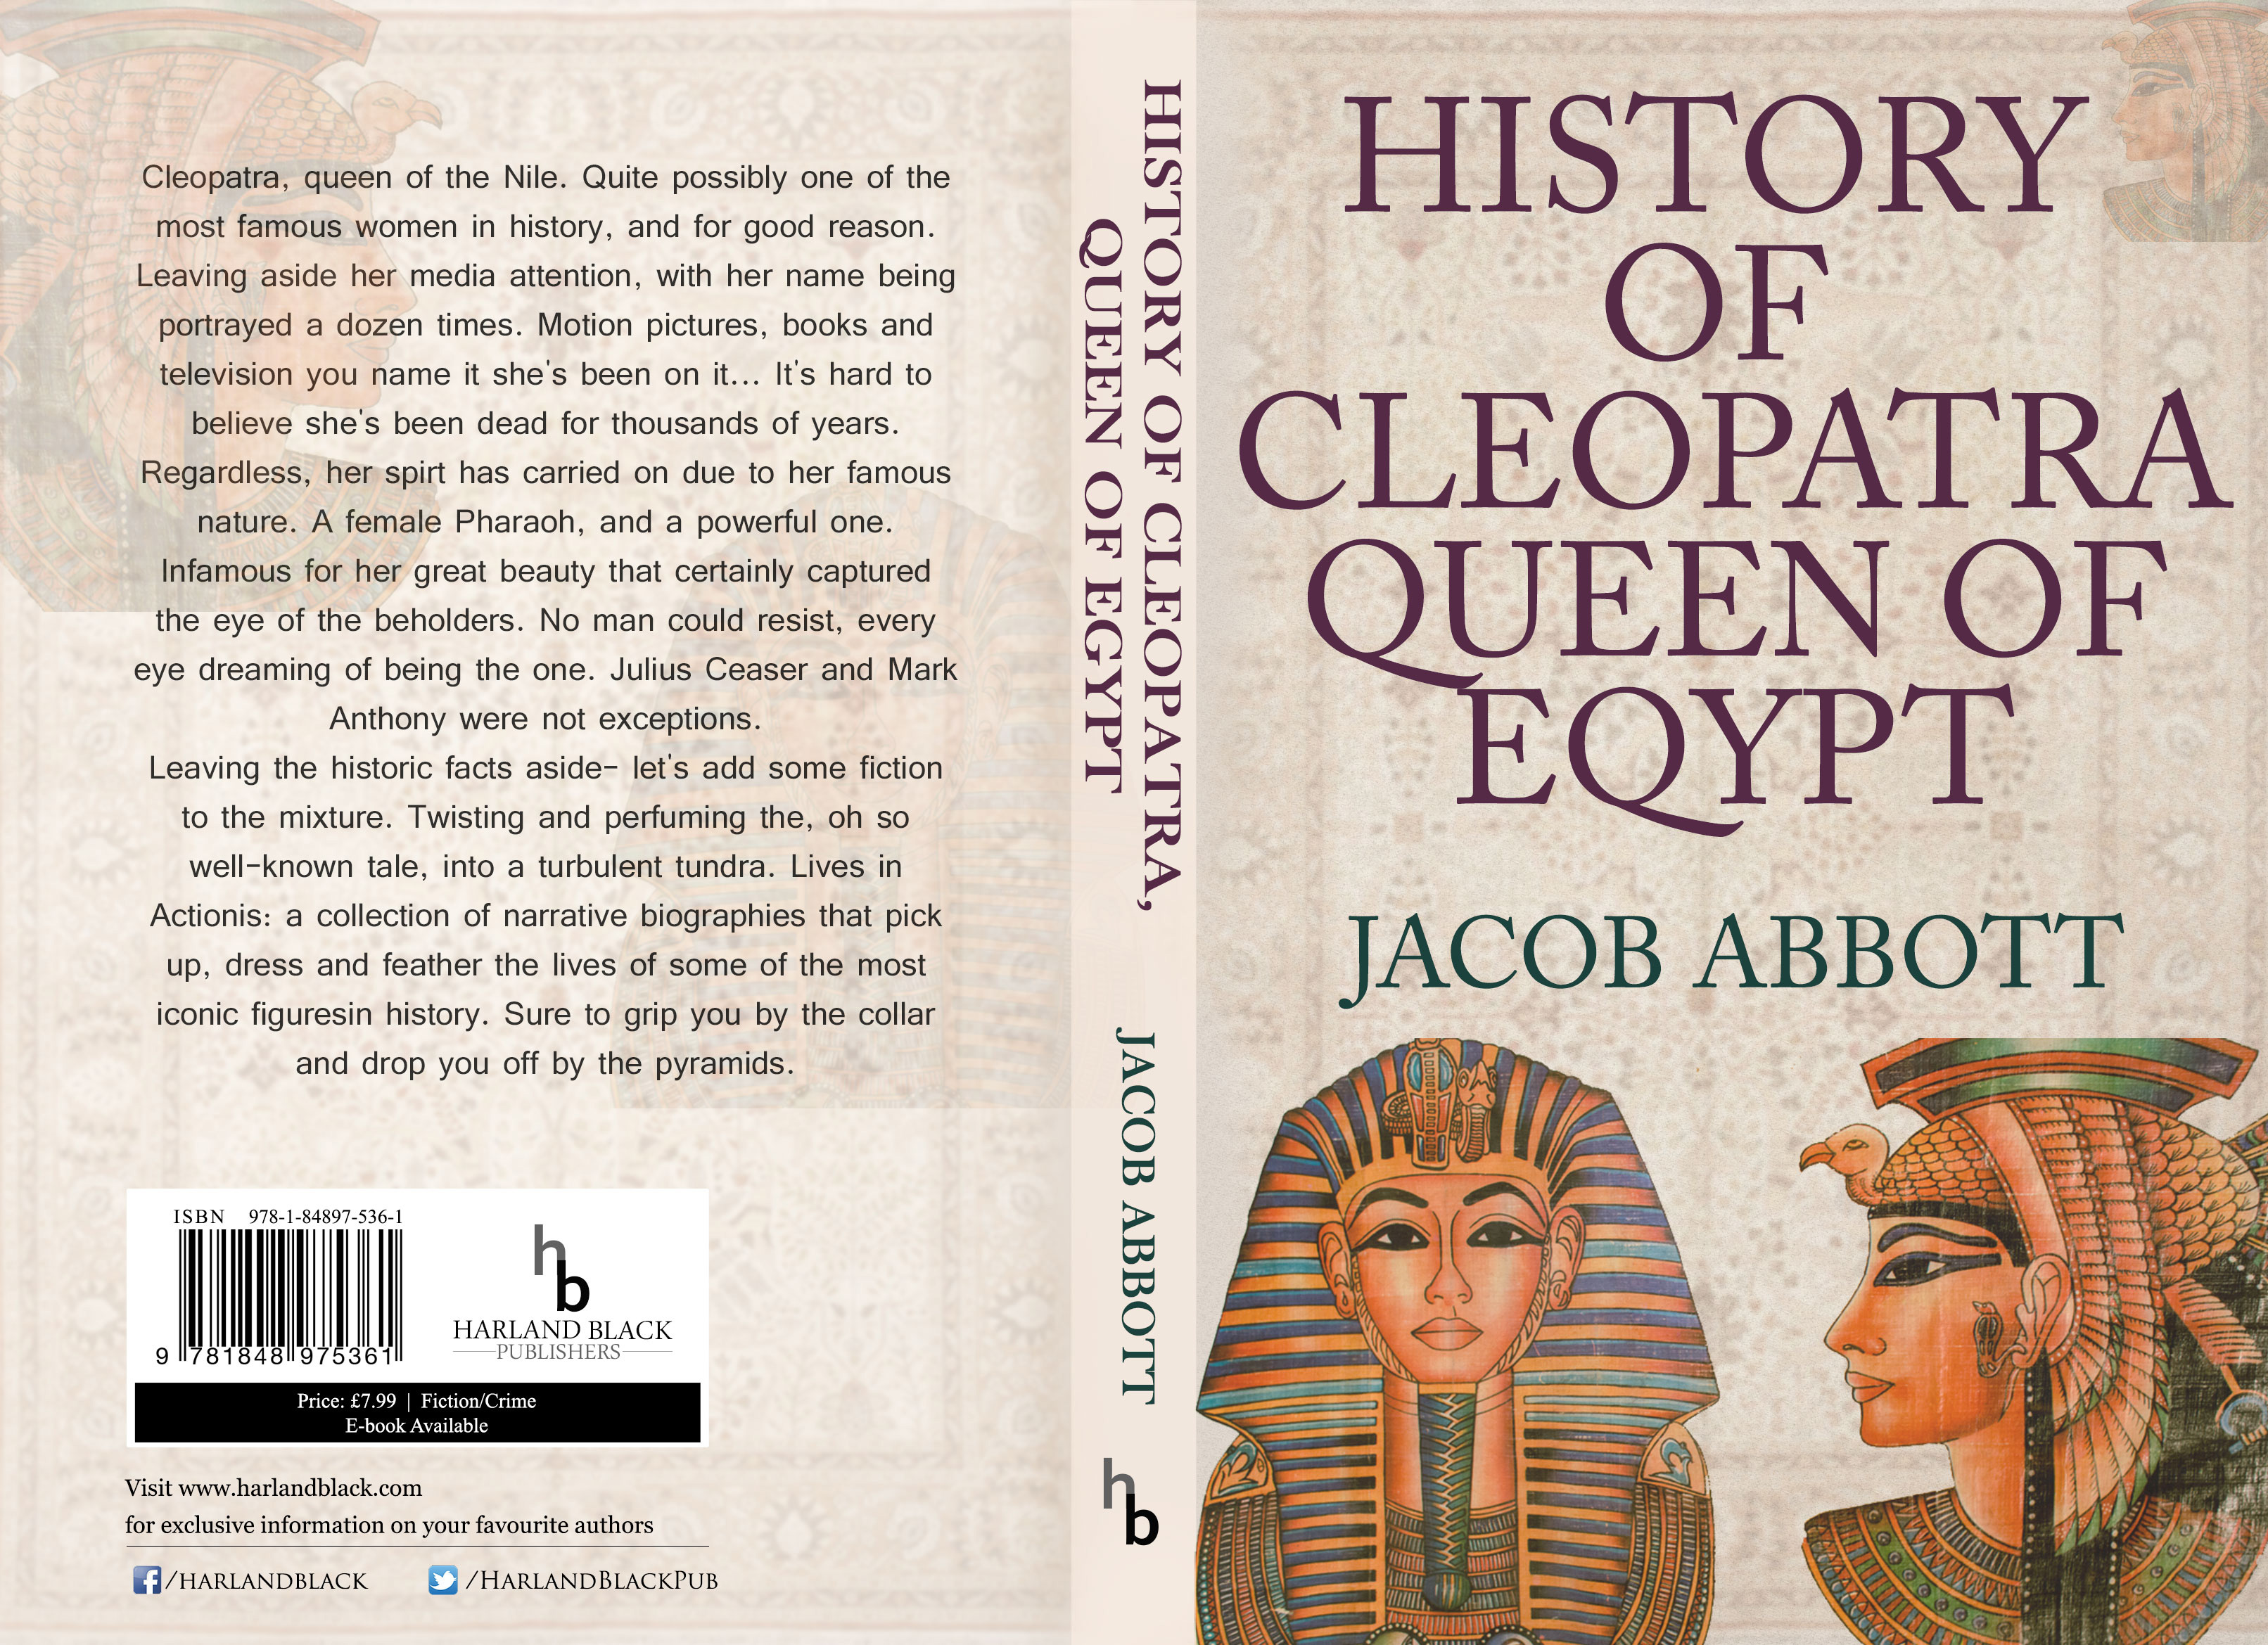 Cleopatra, queen of the Nile. Quite possibly one of the
most famous women in history, and for good reason.
Leaving aside her media attention, with her name being
portrayed a dozen times. Motion pictures, books and
television you name it she's been on it... It's hard to
believe she's been dead for thousands of years.
Regardless, her spirt has carried on due to her famous
nature. A female Pharaoh, and a powerful one.
Infamous for her great beauty that certainly captured
the eye of the beholders. No man could resist, every
eye dreaming of being the one. Julius Ceaser and Mark
Anthony were not exceptions.
Leaving the historic facts aside- let's add some fiction
to the mixture. Twisting and perfuming the, oh so
well-known tale, into a turbulent tundra. Lives in
Actionis: a collection of narrative biographies that pick
up, dress and feather the lives of some of the most
iconic figuresin history. Sure to grip you by the collar
and drop you off by the pyramids.
ISBN 978-1-84897-536-1
9 781848 975361
hb
HARLAND BLACK
PUBLISHERS
Price: £7.99 | Fiction/Crime
E-book Available
Visit www.harlandblack.com
for exclusive information on your favourite authors
/HARLANDBLACK
/HARLANDBLACKPUB
HISTORY OF CLEOPATRA,
QUEEN OF EGYPT
JACOB ABBOTT
hb
HISTORY
OF
CLEOPATRA
QUEEN OF
EQYPT
JACOB ABBOTT